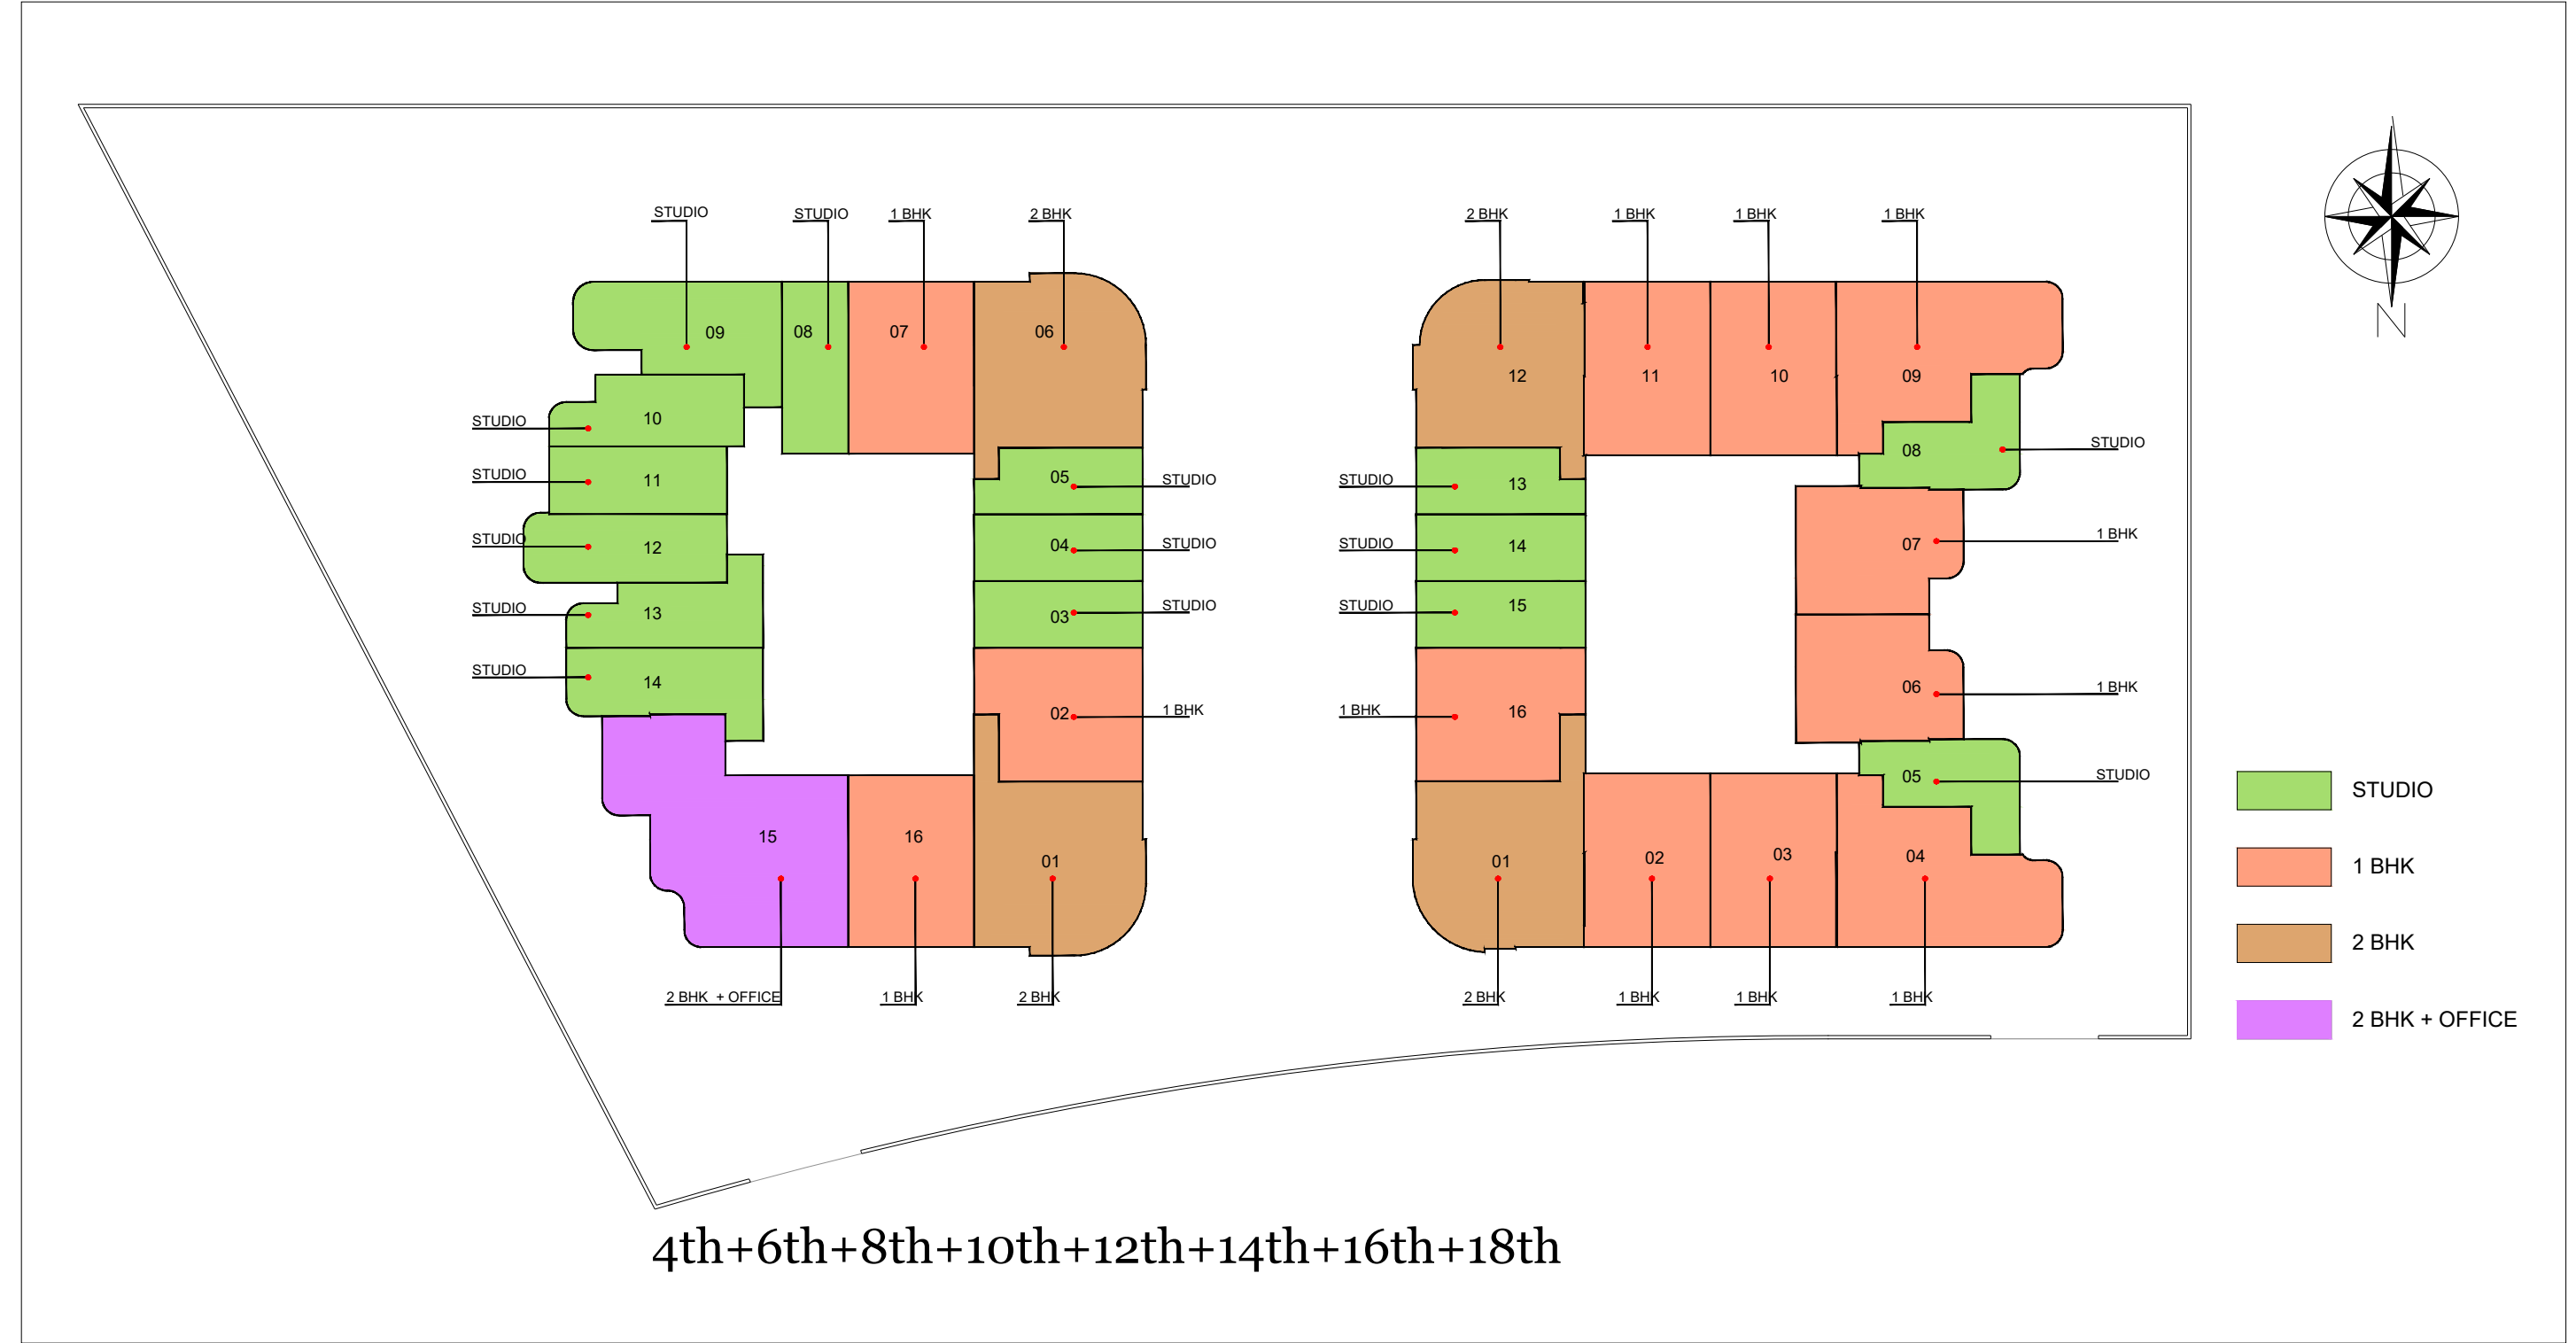 STUDIO
STUDIO
1 BHK
2 BHK
2 BHK
1 BHK
1 BHK
1 BHK
N
09
08
07
06
12
11
10
09
STUDIO
10
08
STUDIO
STUDIO
11
05
STUDIO
STUDIO
13
STUDIO
12
04
STUDIO
STUDIO
14
07
1 BHK
STUDIO
13
03
STUDIO
STUDIO
15
STUDIO
14
02
1 BHK
1 BHK
16
06
1 BHK
05
STUDIO
15
16
01
01
02
03
04
2 BHK + OFFICE
1 BHK
2 BHK
2 BHK
1 BHK
1 BHK
1 BHK
STUDIO
1 BHK
2 BHK
2 BHK + OFFICE
4th+6th+8th+10th+12th+14th+16th+18th